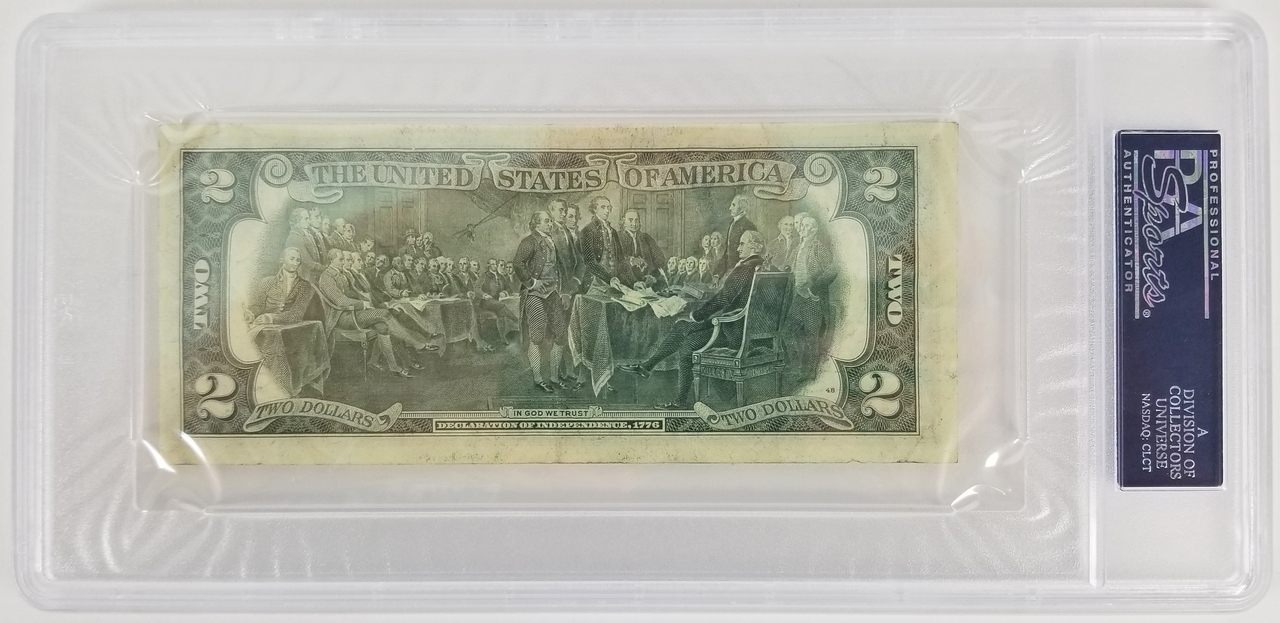 THE UNITED STATES OF AMERICA
2
2
TWO
TWO
2
2
TWO DOLLARS
TWO DOLLARS
48
IN GOD WE TRUST
DECLARATION OF INDEPENDENCE, 1776
PROFESSIONAL
PSA
Sports®
AUTHENTICATOR
A
DIVISION OF
COLLECTORS
UNIVERSE
NASDAQ: CLCT